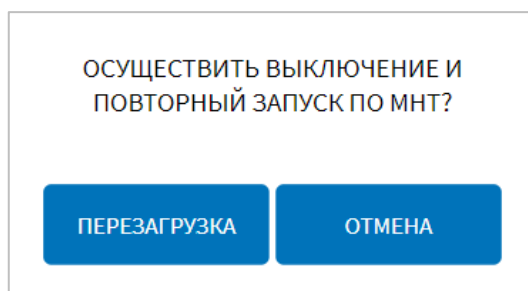 ОСУЩЕСТВИТЬ ВЫКЛЮЧЕНИЕ И
ПОВТОРНЫЙ ЗАПУСК ПО МНТ?
ПЕРЕЗАГРУЗКА ОТМЕНА